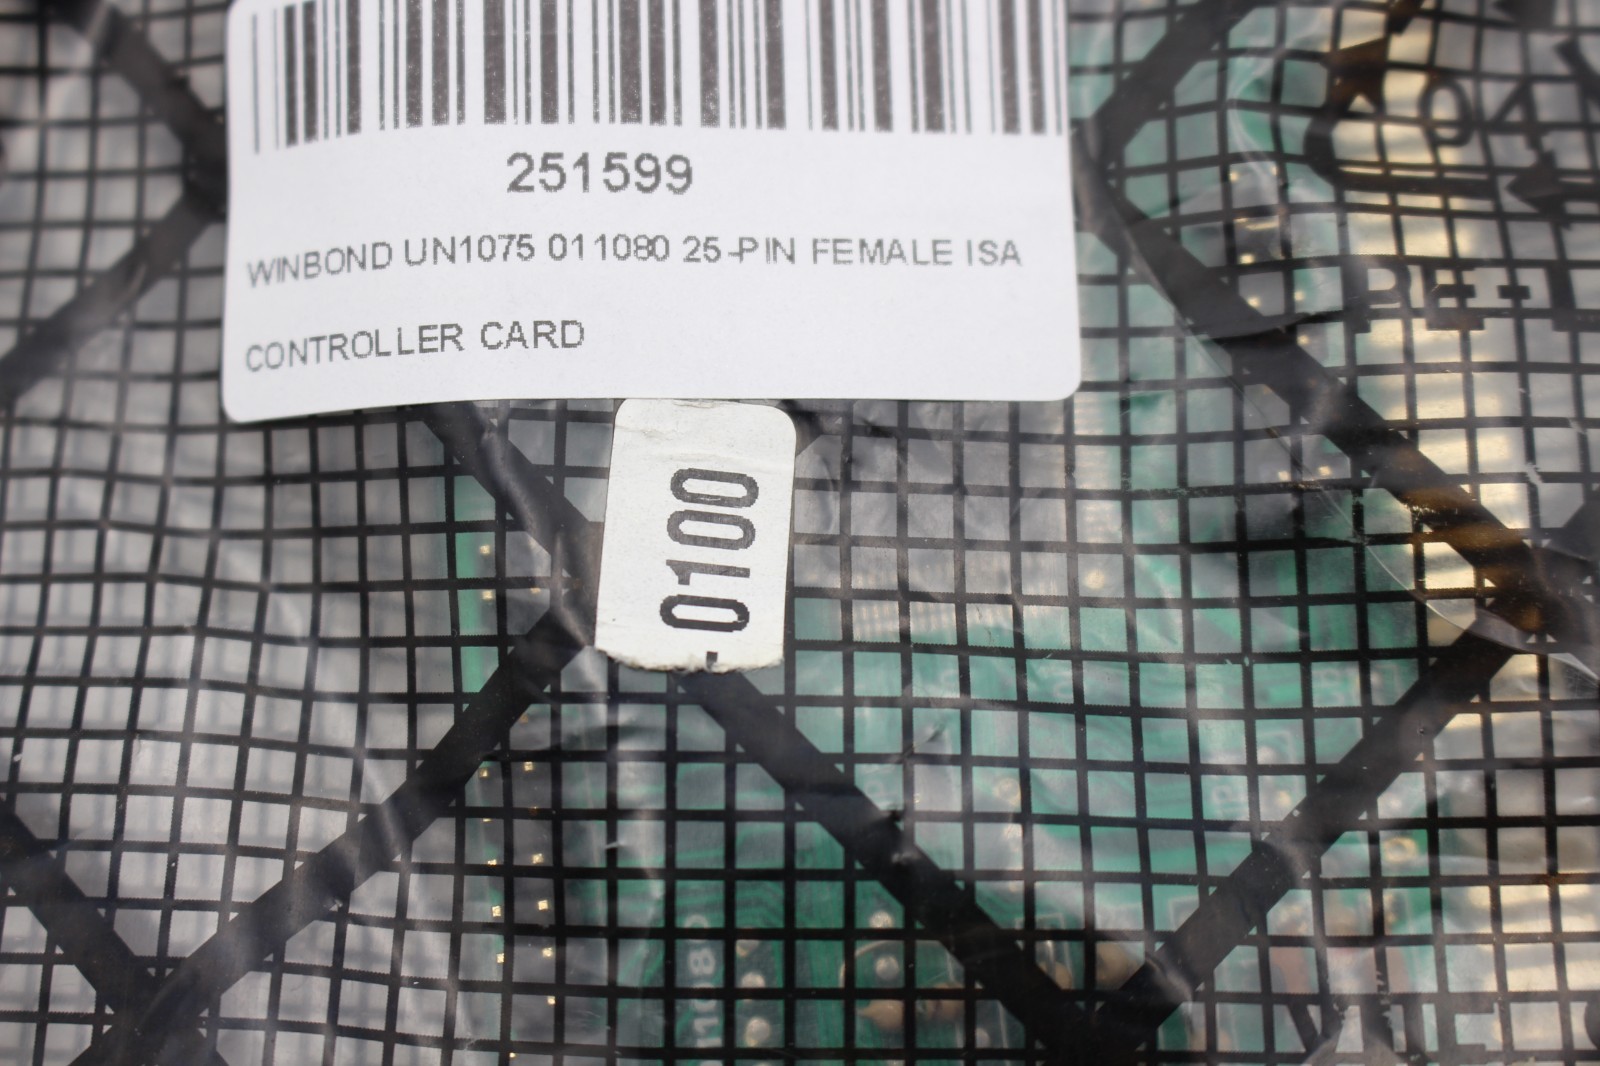 251599
WINBOND UN1075 011080 25-PIN FEMALE ISA
CONTROLLER CARD
0100